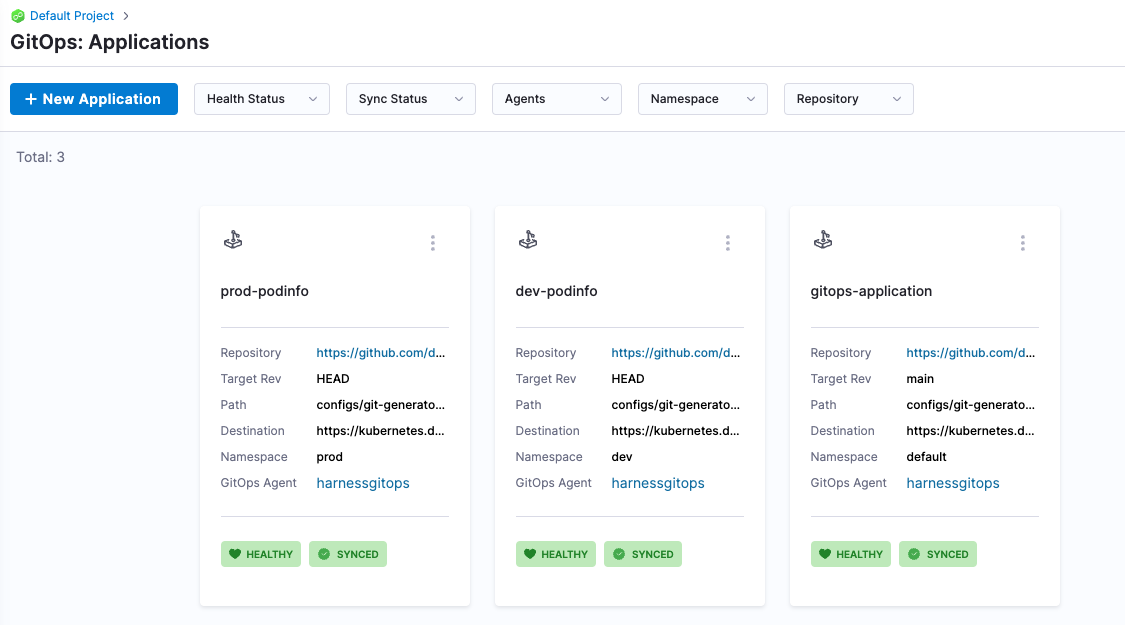 Default Project >
GitOps: Applications
+ New Application
Health Status
Sync Status
Agents
Namespace
Repository
Total: 3
prod-podinfo
Repository https://github.com/d...
Target Rev HEAD
Path configs/git-generato...
Destination https://kubernetes.d...
Namespace prod
GitOps Agent harnessgitops
HEALTHY SYNCED
dev-podinfo
Repository https://github.com/d...
Target Rev HEAD
Path configs/git-generato...
Destination https://kubernetes.d...
Namespace dev
GitOps Agent harnessgitops
HEALTHY SYNCED
gitops-application
Repository https://github.com/d...
Target Rev main
Path configs/git-generato...
Destination https://kubernetes.d...
Namespace default
GitOps Agent harnessgitops
HEALTHY SYNCED